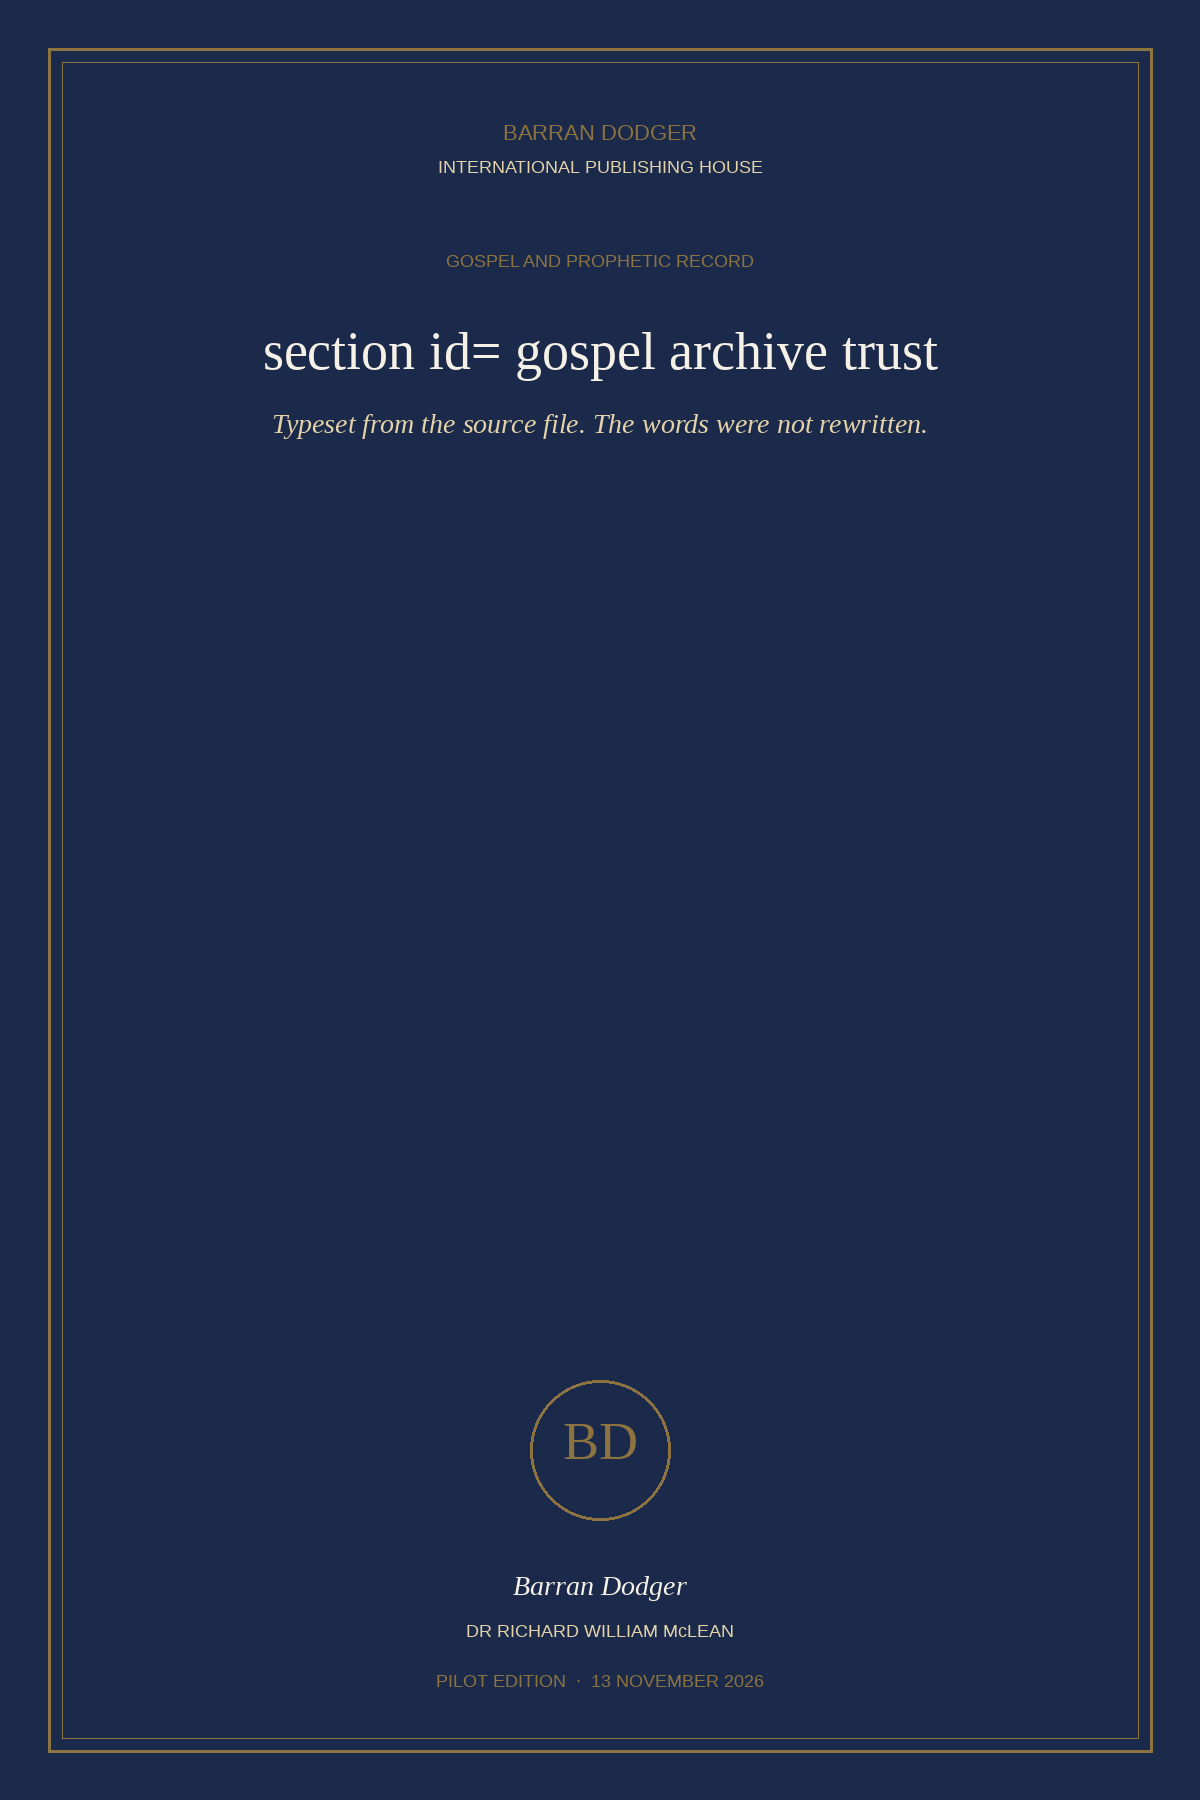 BARRAN DODGER
INTERNATIONAL PUBLISHING HOUSE
GOSPEL AND PROPHETIC RECORD
section id= gospel archive trust
Typeset from the source file. The words were not rewritten.
BD
Barran Dodger
DR RICHARD WILLIAM McLEAN
PILOT EDITION · 13 NOVEMBER 2026